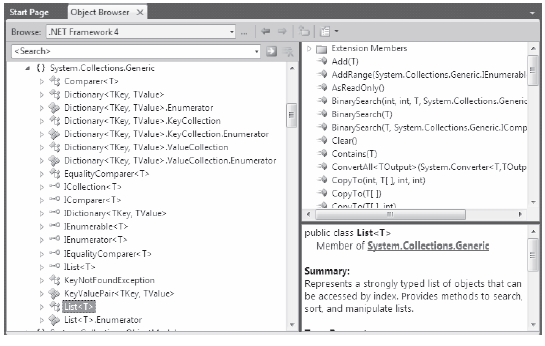 Start Page
Object Browser
Browse: .NET Framework 4
...
<Search>
{} System.Collections.Generic
Comparer<T>
Dictionary<TKey, TValue>
Dictionary<TKey, TValue>.Enumerator
Dictionary<TKey, TValue>.KeyCollection
Dictionary<TKey, TValue>.KeyCollection.Enumerator
Dictionary<TKey, TValue>.ValueCollection
Dictionary<TKey, TValue>.ValueCollection.Enumerator
EqualityComparer<T>
ICollection<T>
IComparer<T>
IDictionary<TKey, TValue>
IEnumerable<T>
IEnumerator<T>
IEqualityComparer<T>
IList<T>
KeyNotFoundException
KeyValuePair<TKey, TValue>
List<T>
List<T>.Enumerator
Extension Members
Add(T)
AddRange(System.Collections.Generic.IEnumerabl
AsReadOnly()
BinarySearch(int, int, T, System.Collections.Generic
BinarySearch(T)
BinarySearch(T, System.Collections.Generic.IComp
Clear()
Contains(T)
ConvertAll<TOutput>(System.Converter<T,TOutp
CopyTo(int, T[], int, int)
CopyTo(T[])
CopyTo(T[], int)
public class List<T>
Member of System.Collections.Generic
Summary:
Represents a strongly typed list of objects that can
be accessed by index. Provides methods to search,
sort, and manipulate lists.